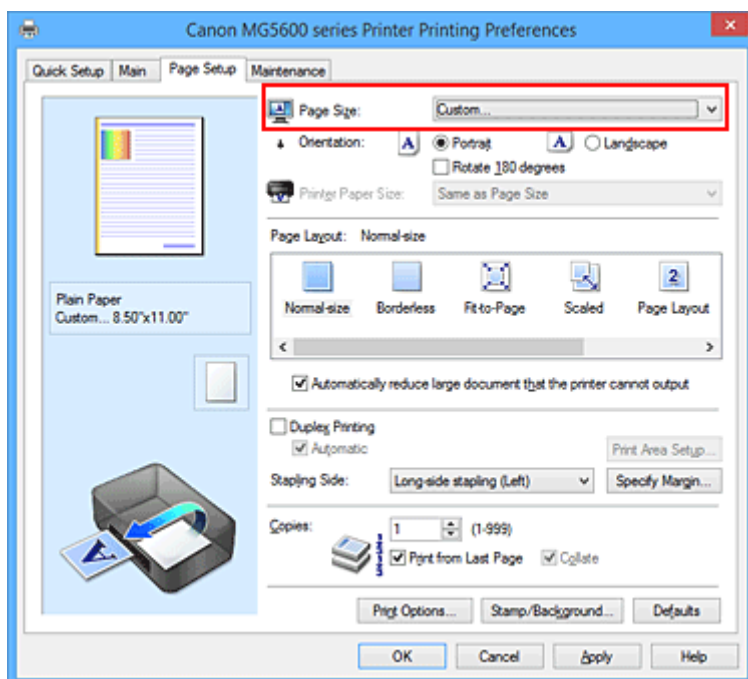 Canon MG5600 series Printer Printing Preferences
Quick Setup Main Page Setup Maintenance
Page Size: Custom...
Orientation: A Portrait A Landscape
Rotate 180 degrees
Printer Paper Size: Same as Page Size
Page Layout: Normal-size
2
Normal-size Borderless Fit-to-Page Scaled Page Layout
Plain Paper
Custom... 8.50"x11.00"
Automatically reduce large document that the printer cannot output
Duplex Printing
Automatic Print Area Setup...
Stapling Side: Long-side stapling (Left) Specify Margin...
Copies: 1 (1-999)
Print from Last Page Collate
A
Print Options... Stamp/Background... Defaults
OK Cancel Apply Help